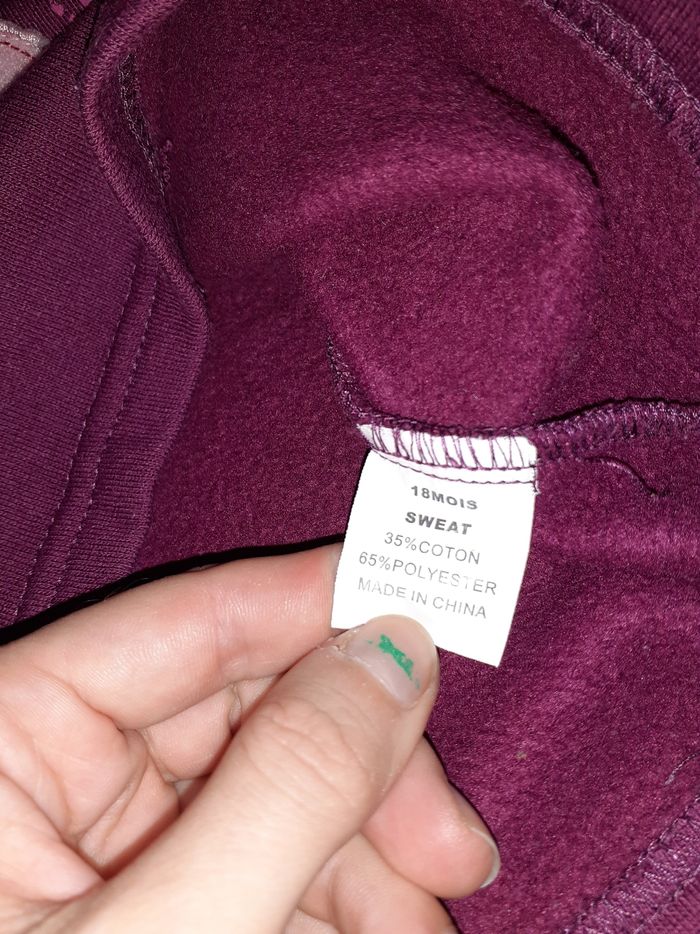 18MOIS
SWEAT
35%COTON
65%POLYESTER
MADE IN CHINA